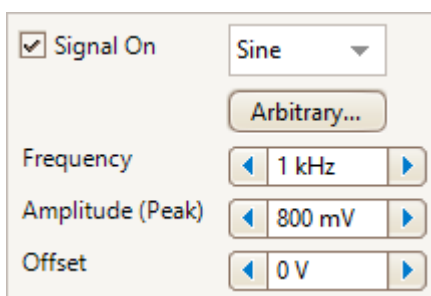 Signal On Sine
Arbitrary...
Frequency 1 kHz
Amplitude (Peak) 800 mV
Offset 0 V